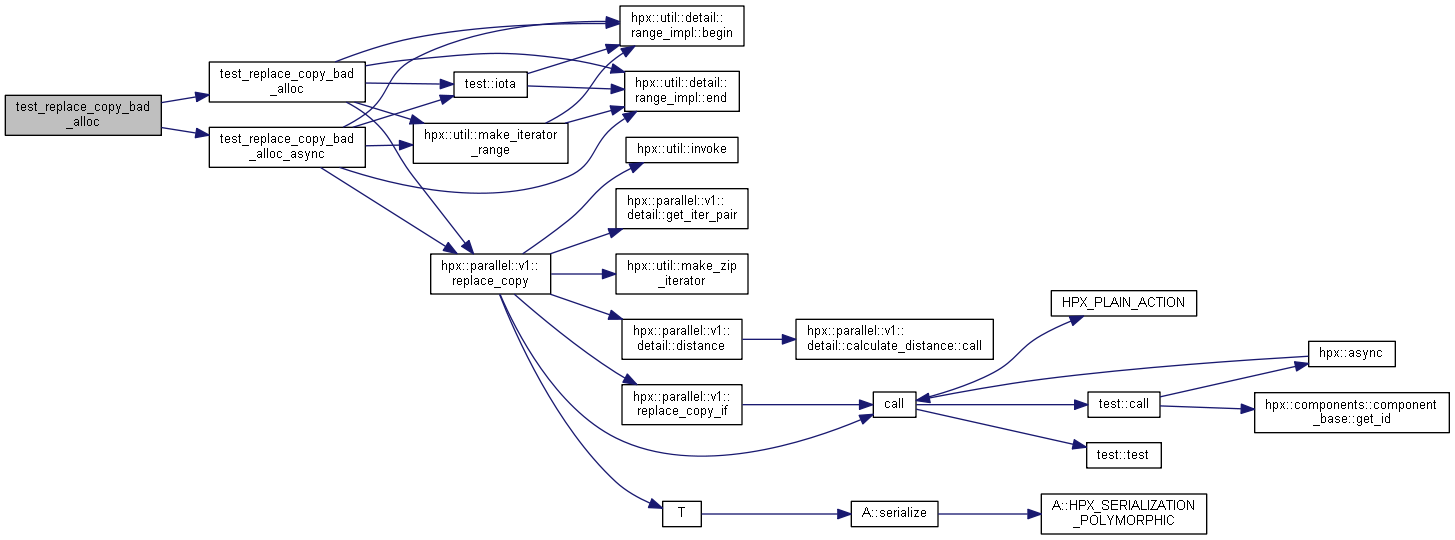 test_replace_copy_bad
_alloc
test_replace_copy_bad
_alloc
test_replace_copy_bad
_alloc_async
test::iota
hpx::util::make_iterator
_range
hpx::parallel::v1::
replace_copy
hpx::util::detail::
range_impl::begin
hpx::util::detail::
range_impl::end
hpx::util::invoke
hpx::parallel::v1::
detail::get_iter_pair
hpx::util::make_zip
_iterator
hpx::parallel::v1::
detail::distance
hpx::parallel::v1::
replace_copy_if
T
hpx::parallel::v1::
detail::calculate_distance::call
call
A::serialize
HPX_PLAIN_ACTION
test::call
test::test
A::HPX_SERIALIZATION
_POLYMORPHIC
hpx::async
hpx::components::component
_base::get_id